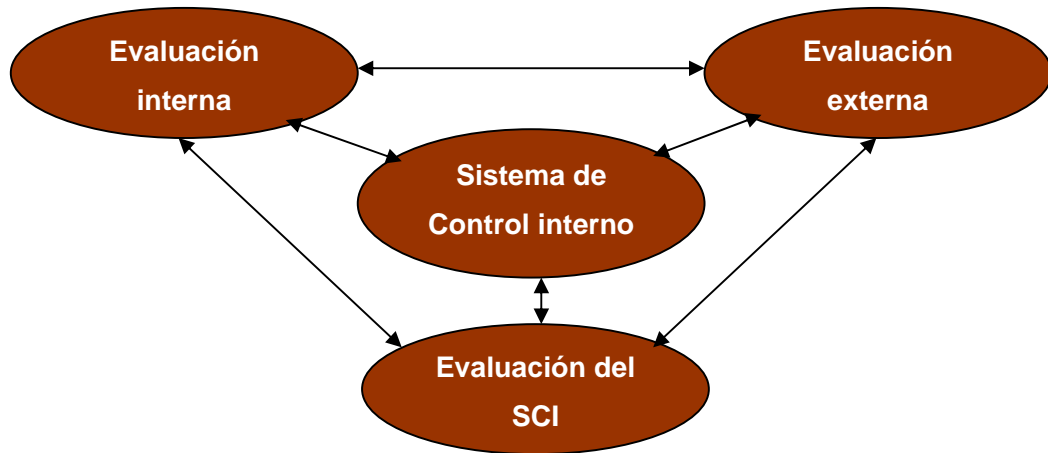 Evaluación
interna
Evaluación
externa
Sistema de
Control interno
Evaluación del
SCI